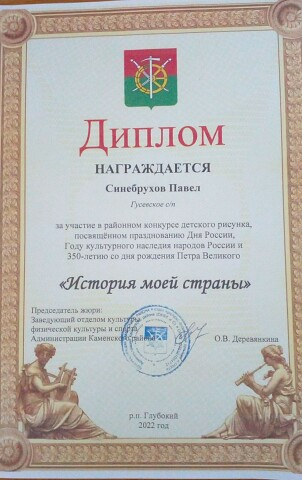 Диплом
НАГРАЖДАЕТСЯ
Синебрухов Павел
Гусевское с/п
за участие в районном конкурсе детского рисунка,
посвящённом празднованию Дня России,
Году культурного наследия народов России и
350-летию со дня рождения Петра Великого
«История моей страны»
Председатель жюри:
Заведующий отделом культуры,
физической культуры и спорта
Администрации Каменского района
О.В. Деревянкина
р.п. Глубокий
2022 год